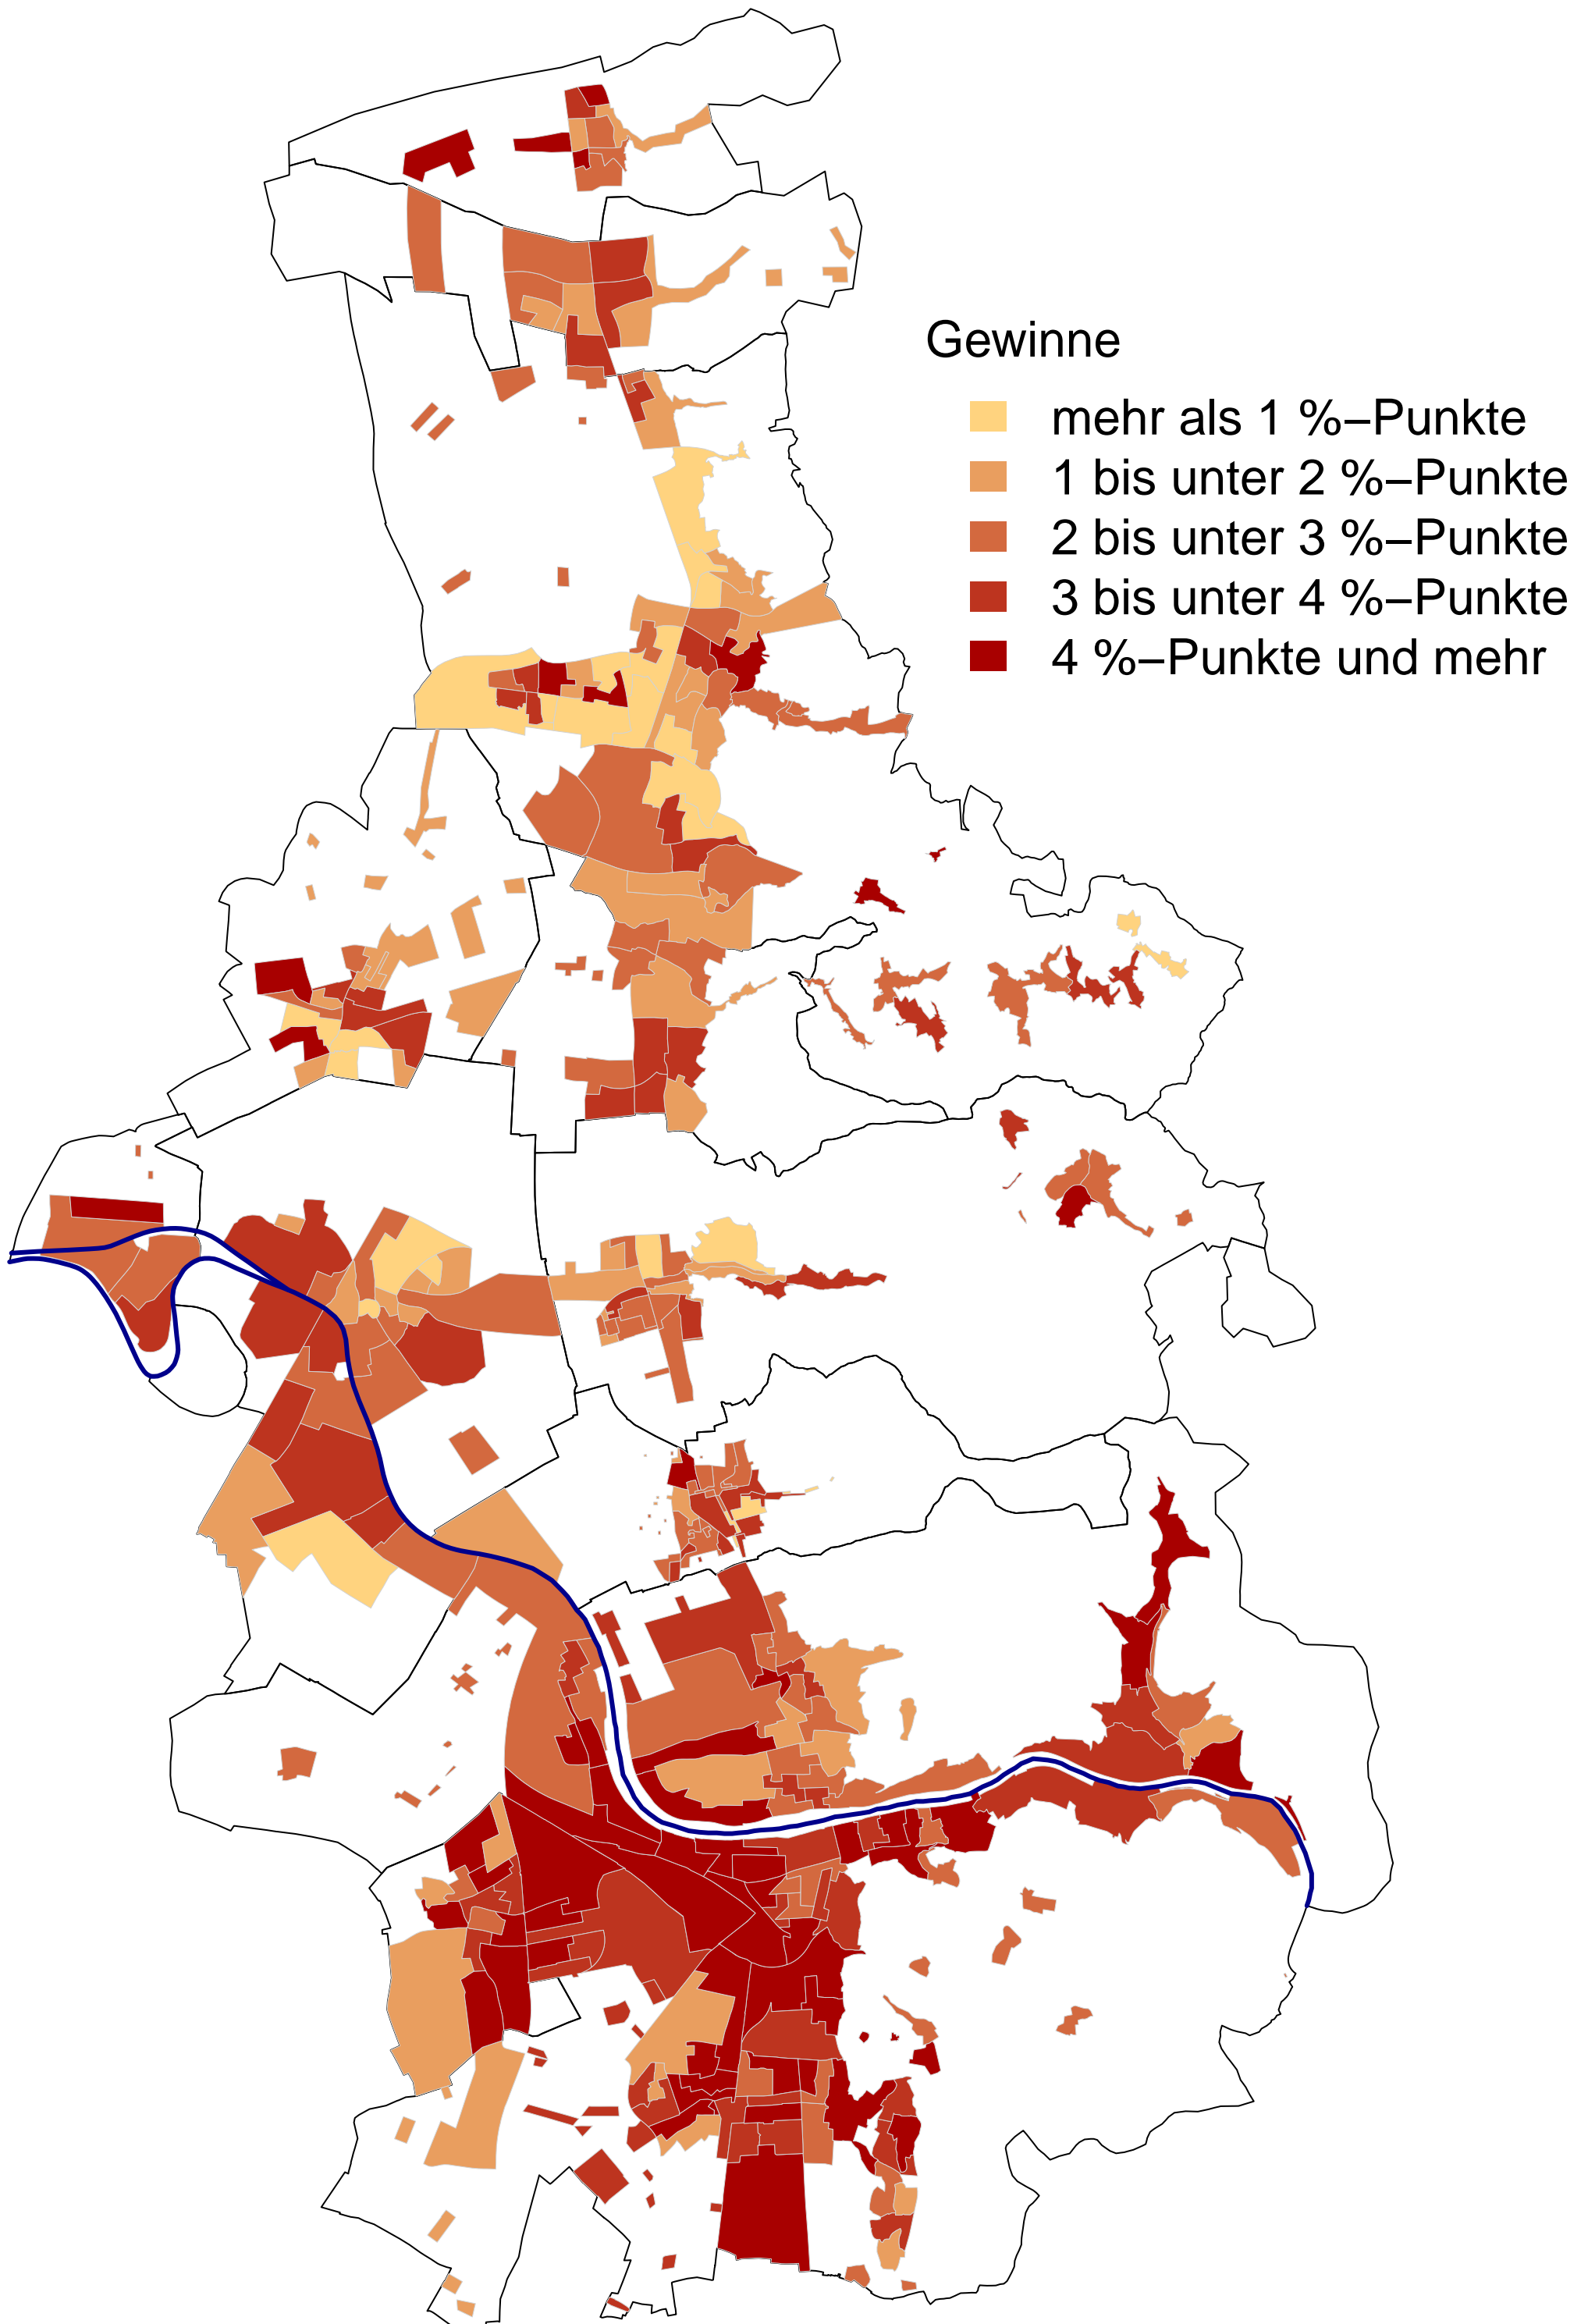 Gewinne
mehr als 1 %–Punkte
1 bis unter 2 %–Punkte
2 bis unter 3 %–Punkte
3 bis unter 4 %–Punkte
4 %–Punkte und mehr